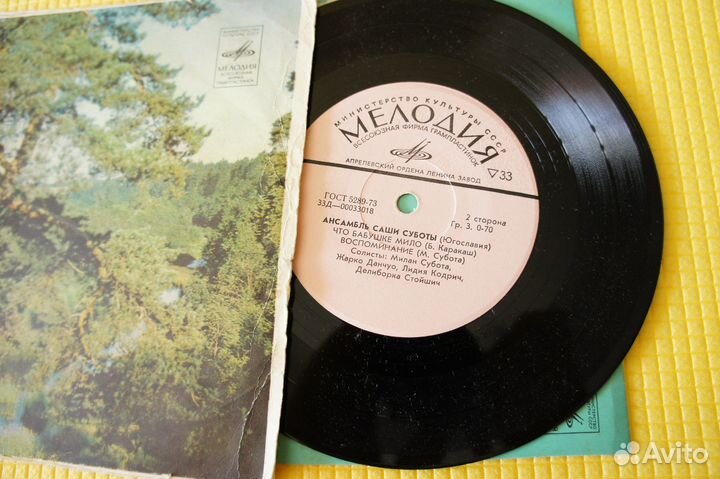 МЕЛОДИЯ
МИНИСТЕРСТВО КУЛЬТУРЫ СССР
МЕЛОДИЯ
ВСЕСОЮЗНАЯ ФИРМА ГРАМПЛАСТИНОК
АПРЕЛЕВСКИЙ ОРДЕНА ЛЕНИНА ЗАВОД
▽33
ГОСТ 5289-73
33Д—00033018
2 сторона
Гр. 3. 0-70
АНСАМБЛЬ САШИ СУБОТЫ (Югославия)
ЧТО БАБУШКЕ МИЛО (Б. Каракаш)
ВОСПОМИНАНИЕ (М. Субота)
Солисты: Милан Субота,
Жарко Данчуо, Лидия Кодрич,
Делиборка Стойшич
Avito